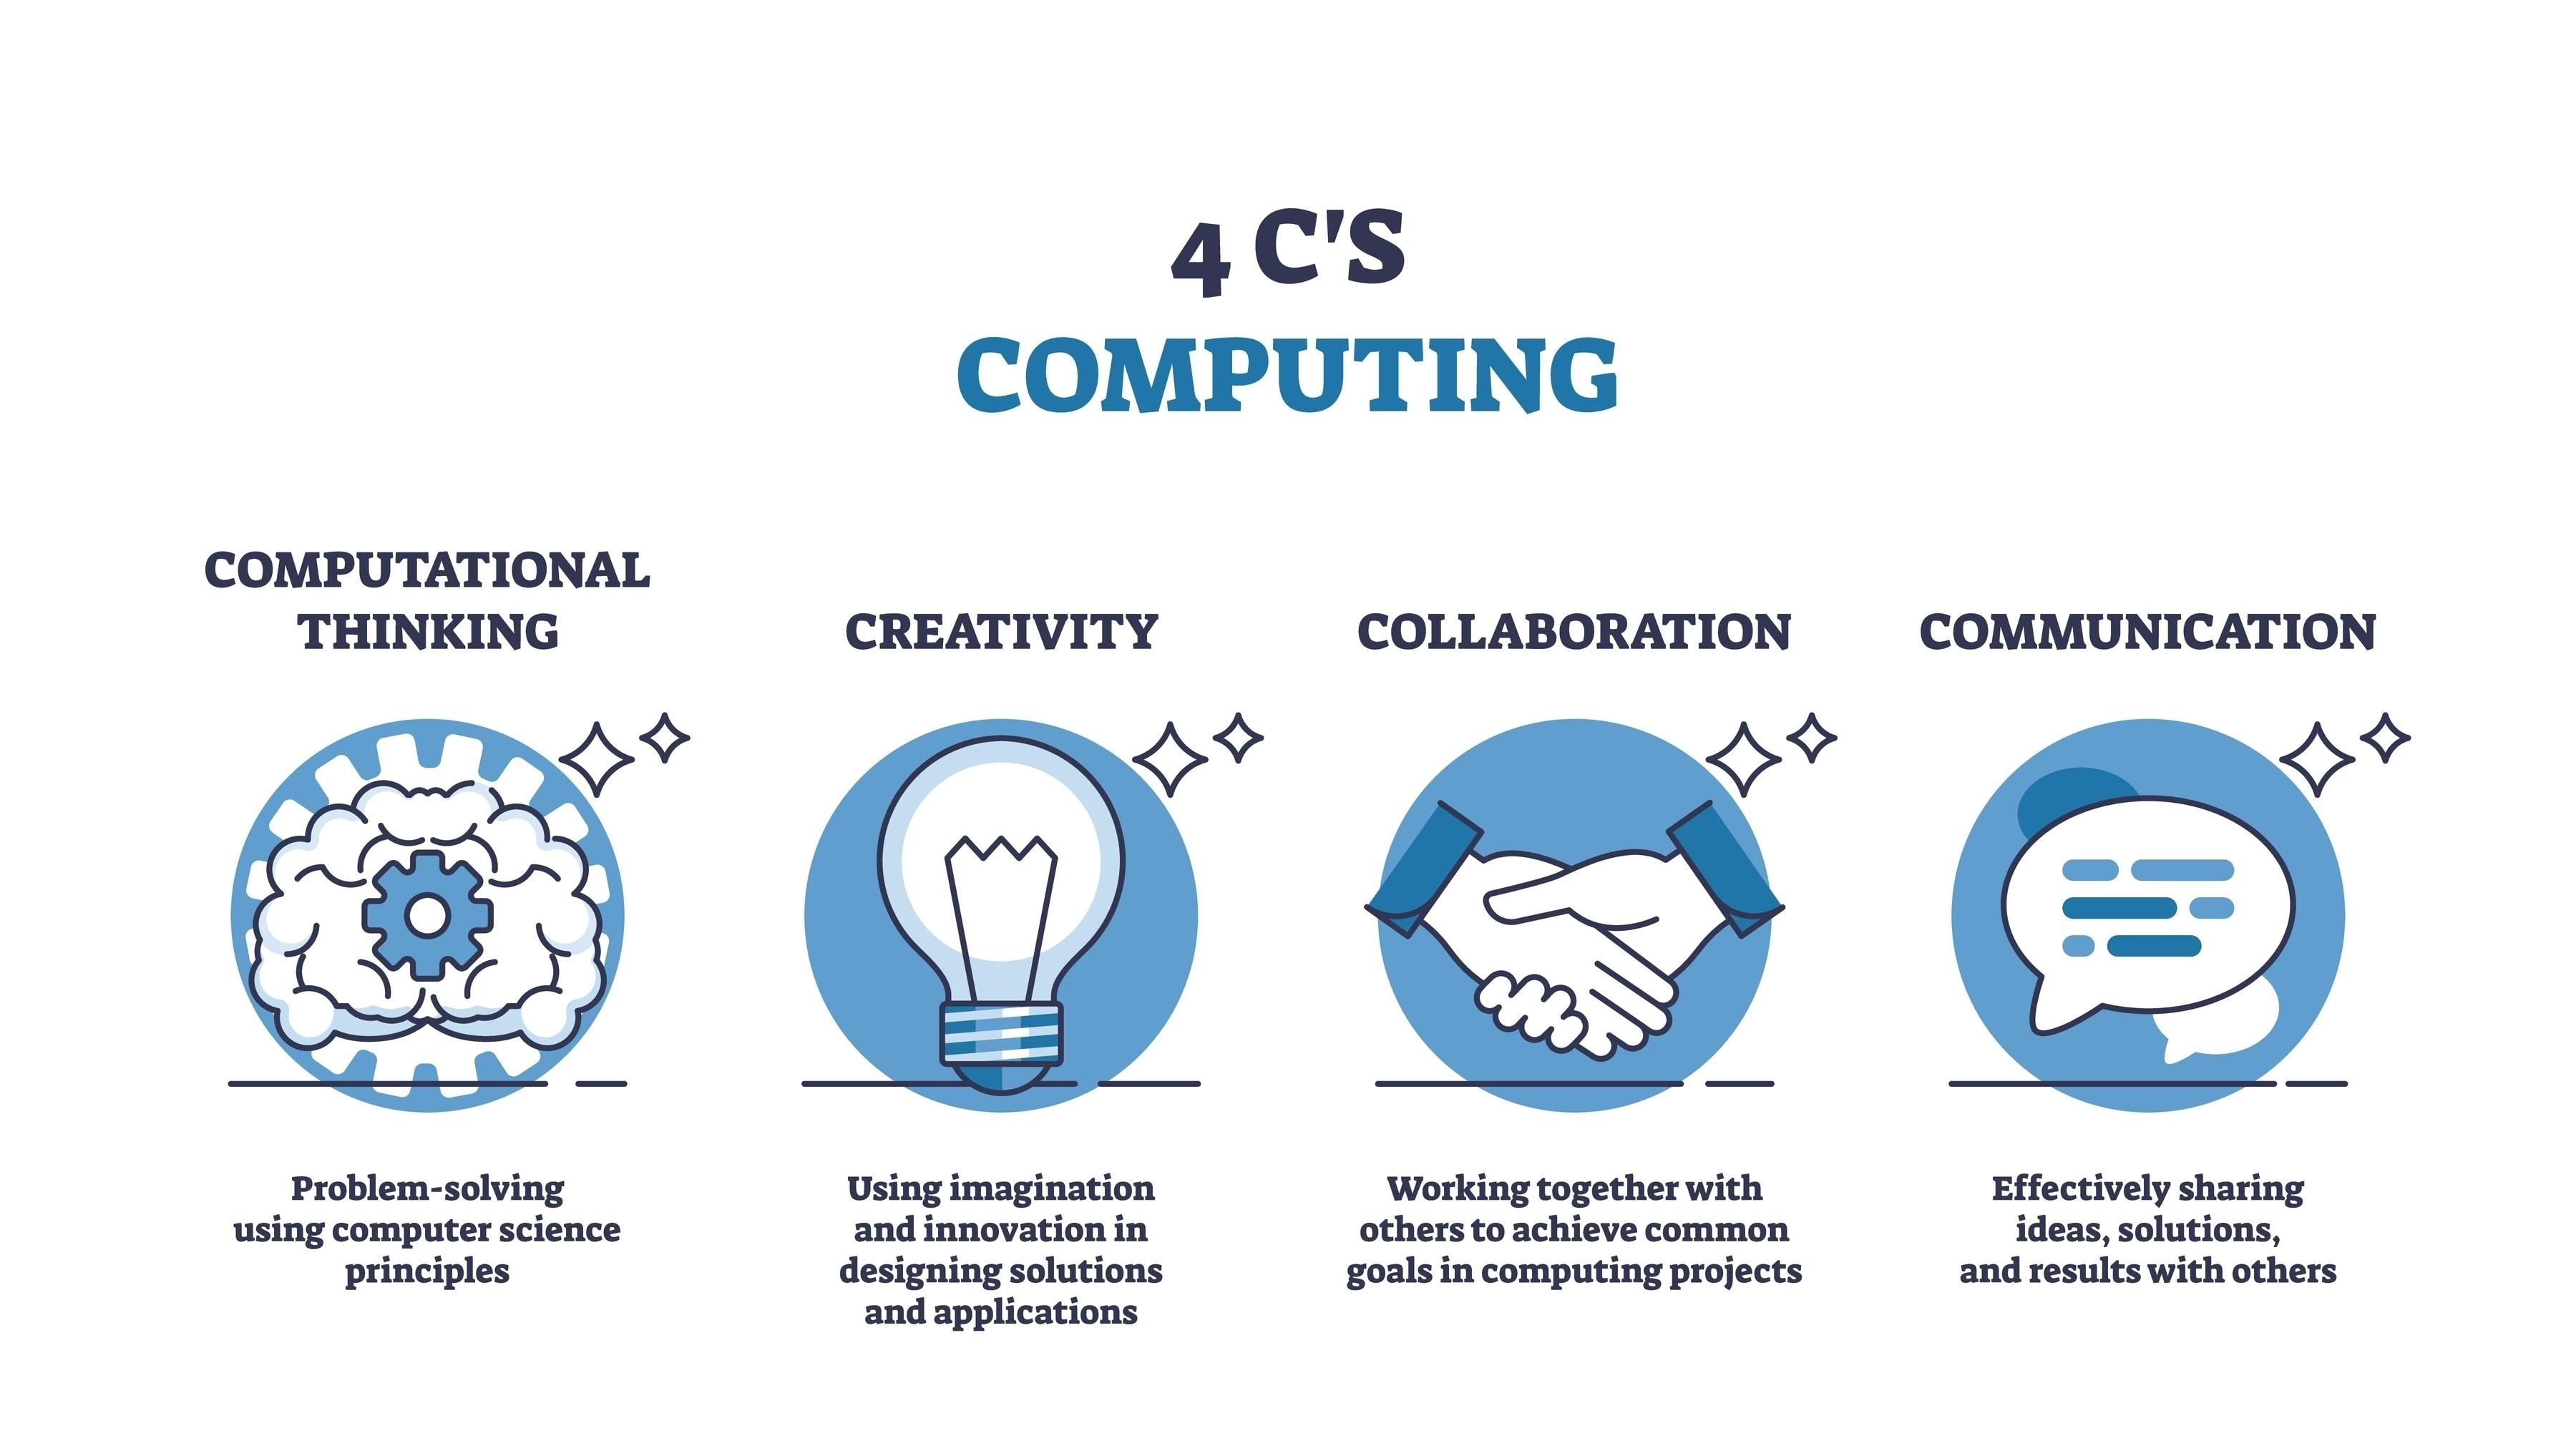 4 C'S
COMPUTING
COMPUTATIONAL
THINKING
Problem-solving
using computer science
principles
CREATIVITY
Using imagination
and innovation in
designing solutions
and applications
COLLABORATION
Working together with
others to achieve common
goals in computing projects
COMMUNICATION
Effectively sharing
ideas, solutions,
and results with others